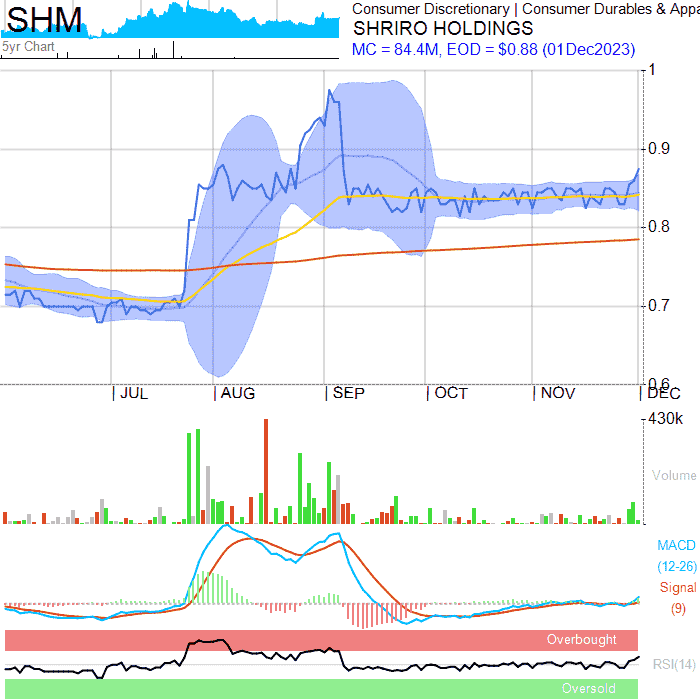 SHM
5yr Chart
Consumer Discretionary | Consumer Durables & Appa
SHRIRO HOLDINGS
MC = 84.4M, EOD = $0.88 (01Dec2023)
1
0.9
0.8
0.7
0.6
JUL AUG SEP OCT NOV DEC
430k
Volume
MACD
(12-26)
Signal
(9)
Overbought
RSI(14)
Oversold